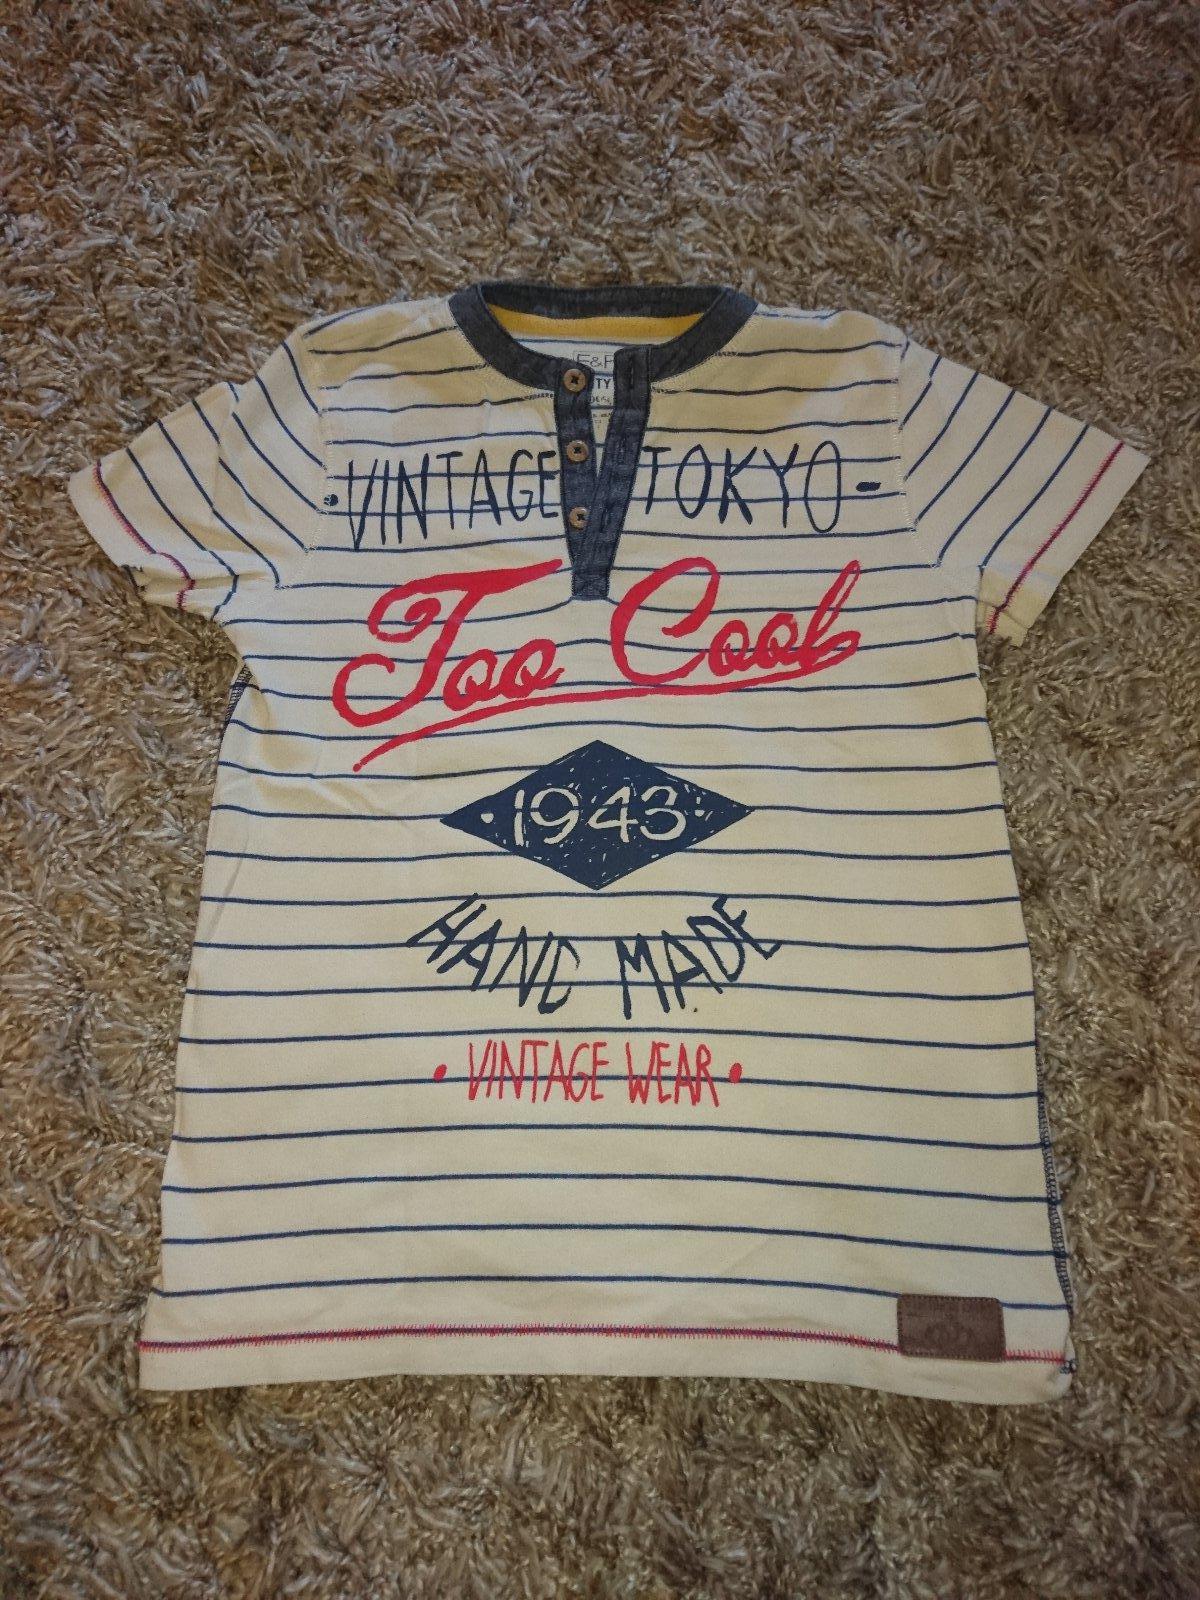 VINTAGE TOKYO
Too Cool
1943
HAND MADE
VINTAGE WEAR